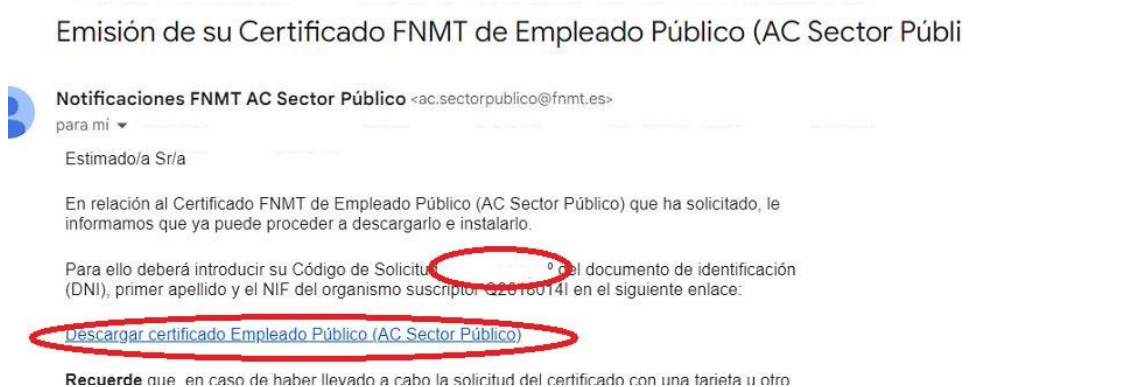 Emisión de su Certificado FNMT de Empleado Público (AC Sector Públi
Notificaciones FNMT AC Sector Público <ac.sectorpublico@fnmt.es>
para mí
Estimado/a Sr/a
En relación al Certificado FNMT de Empleado Público (AC Sector Público) que ha solicitado, le
informamos que ya puede proceder a descargarlo e instalarlo.
Para ello deberá introducir su Código de Solicitu º del documento de identificación
(DNI), primer apellido y el NIF del organismo suscriptor Q2818014I en el siguiente enlace:
Descargar certificado Empleado Público (AC Sector Público)
Recuerde que, en caso de haber llevado a cabo la solicitud del certificado con una tarjeta u otro